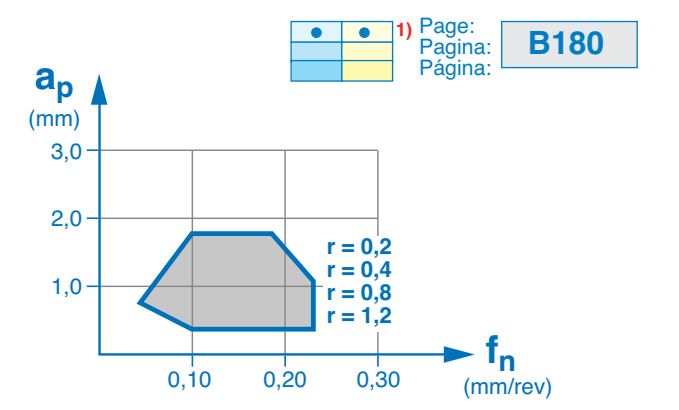 1) Page:
Pagina:
Página:
B180
ap
(mm)
3,0
2,0
1,0
r = 0,2
r = 0,4
r = 0,8
r = 1,2
0,10 0,20 0,30
fn
(mm/rev)